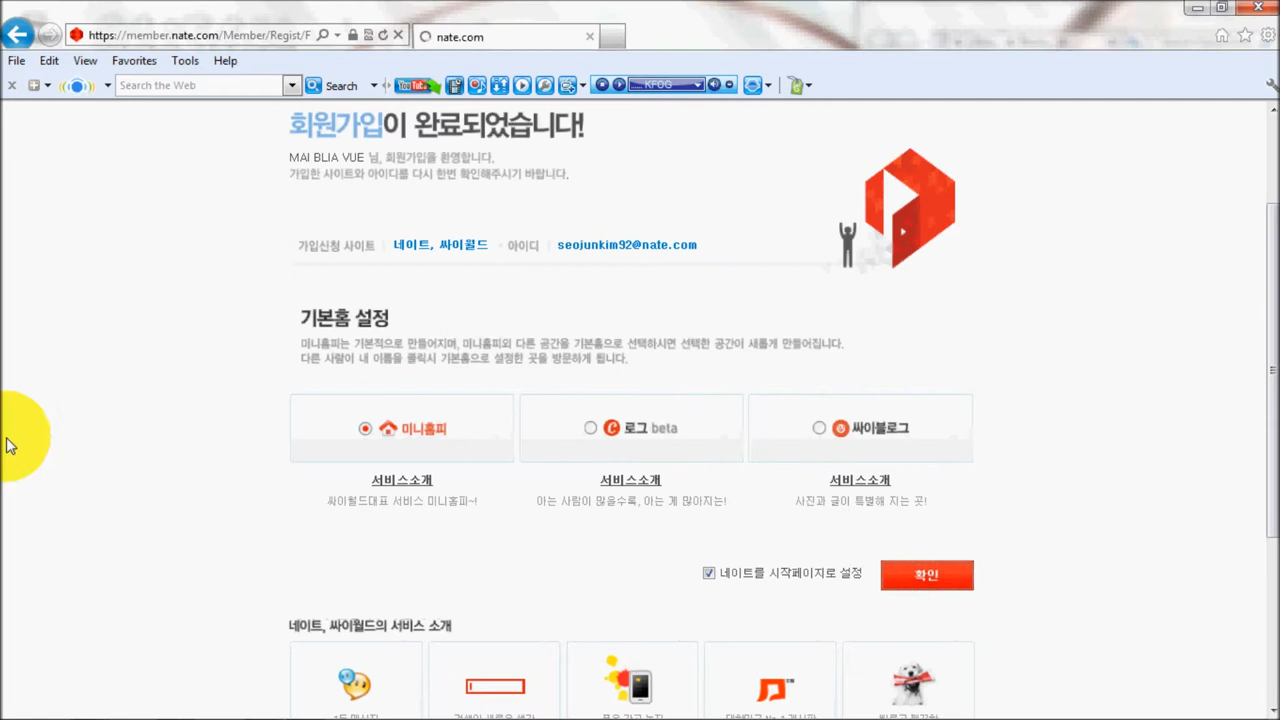 https://member.nate.com/Member/Regist/F
nate.com
File Edit View Favorites Tools Help
Search the Web
Search
YouTube
KFOG
회원가입이 완료되었습니다!
MAI BLIA VUE 님, 회원가입을 환영합니다.
가입한 사이트와 아이디를 다시 한번 확인해주시기 바랍니다.
가입신청 사이트 네이트, 싸이월드 아이디 seojunkim92@nate.com
기본홈 설정
미니홈피는 기본적으로 만들어지며, 미니홈피외 다른 공간을 기본홈으로 선택하시면 선택한 공간이 새롭게 만들어집니다.
다른 사람이 내 이름을 클릭시 기본홈으로 설정한 곳을 방문하게 됩니다.
미니홈피 로그 beta 싸이블로그
서비스소개 서비스소개 서비스소개
싸이월드대표 서비스 미니홈피~! 아는 사람이 많을수록, 아는 게 많아지는! 사진과 글이 특별해 지는 곳!
네이트를 시작페이지로 설정 확인
네이트, 싸이월드의 서비스 소개